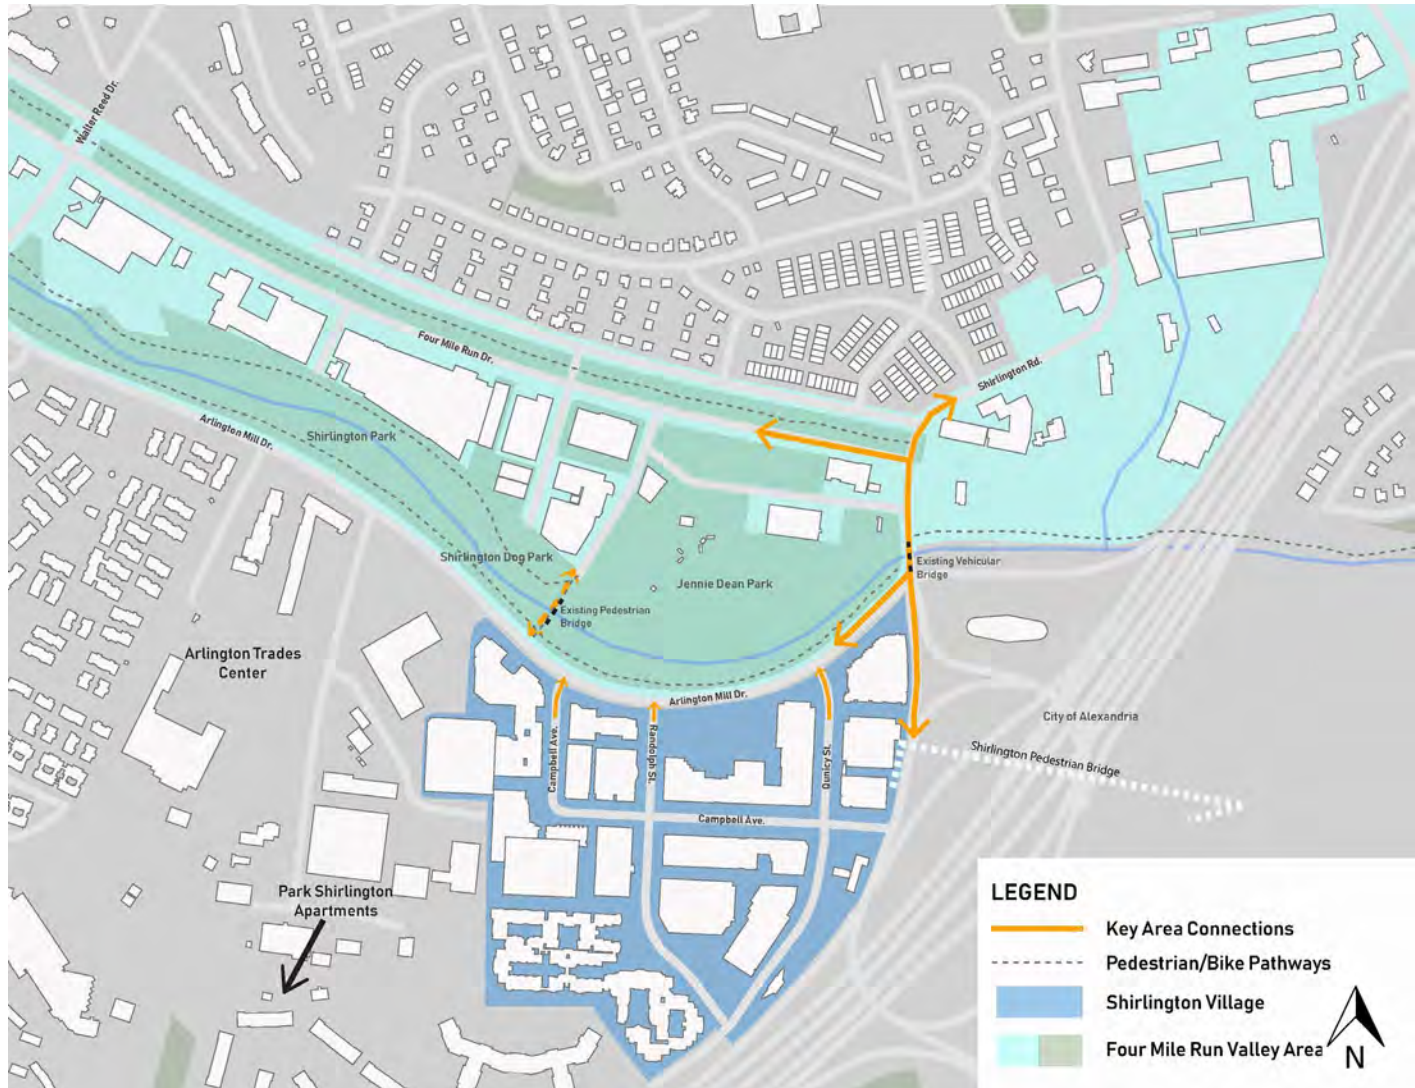 Walter Reed Dr.
Four Mile Run Dr.
Shirlington Rd.
Arlington Mill Dr.
Shirlington Park
Shirlington Dog Park
Jennie Dean Park
Existing Vehicular
Bridge
Existing Pedestrian
Bridge
Arlington Trades
Center
Arlington Mill Dr.
City of Alexandria
Shirlington Pedestrian Bridge
Campbell Ave.
Randolph St.
Qunicy St.
Campbell Ave.
Park Shirlington
Apartments
LEGEND
Key Area Connections
Pedestrian/Bike Pathways
Shirlington Village
Four Mile Run Valley Area
N